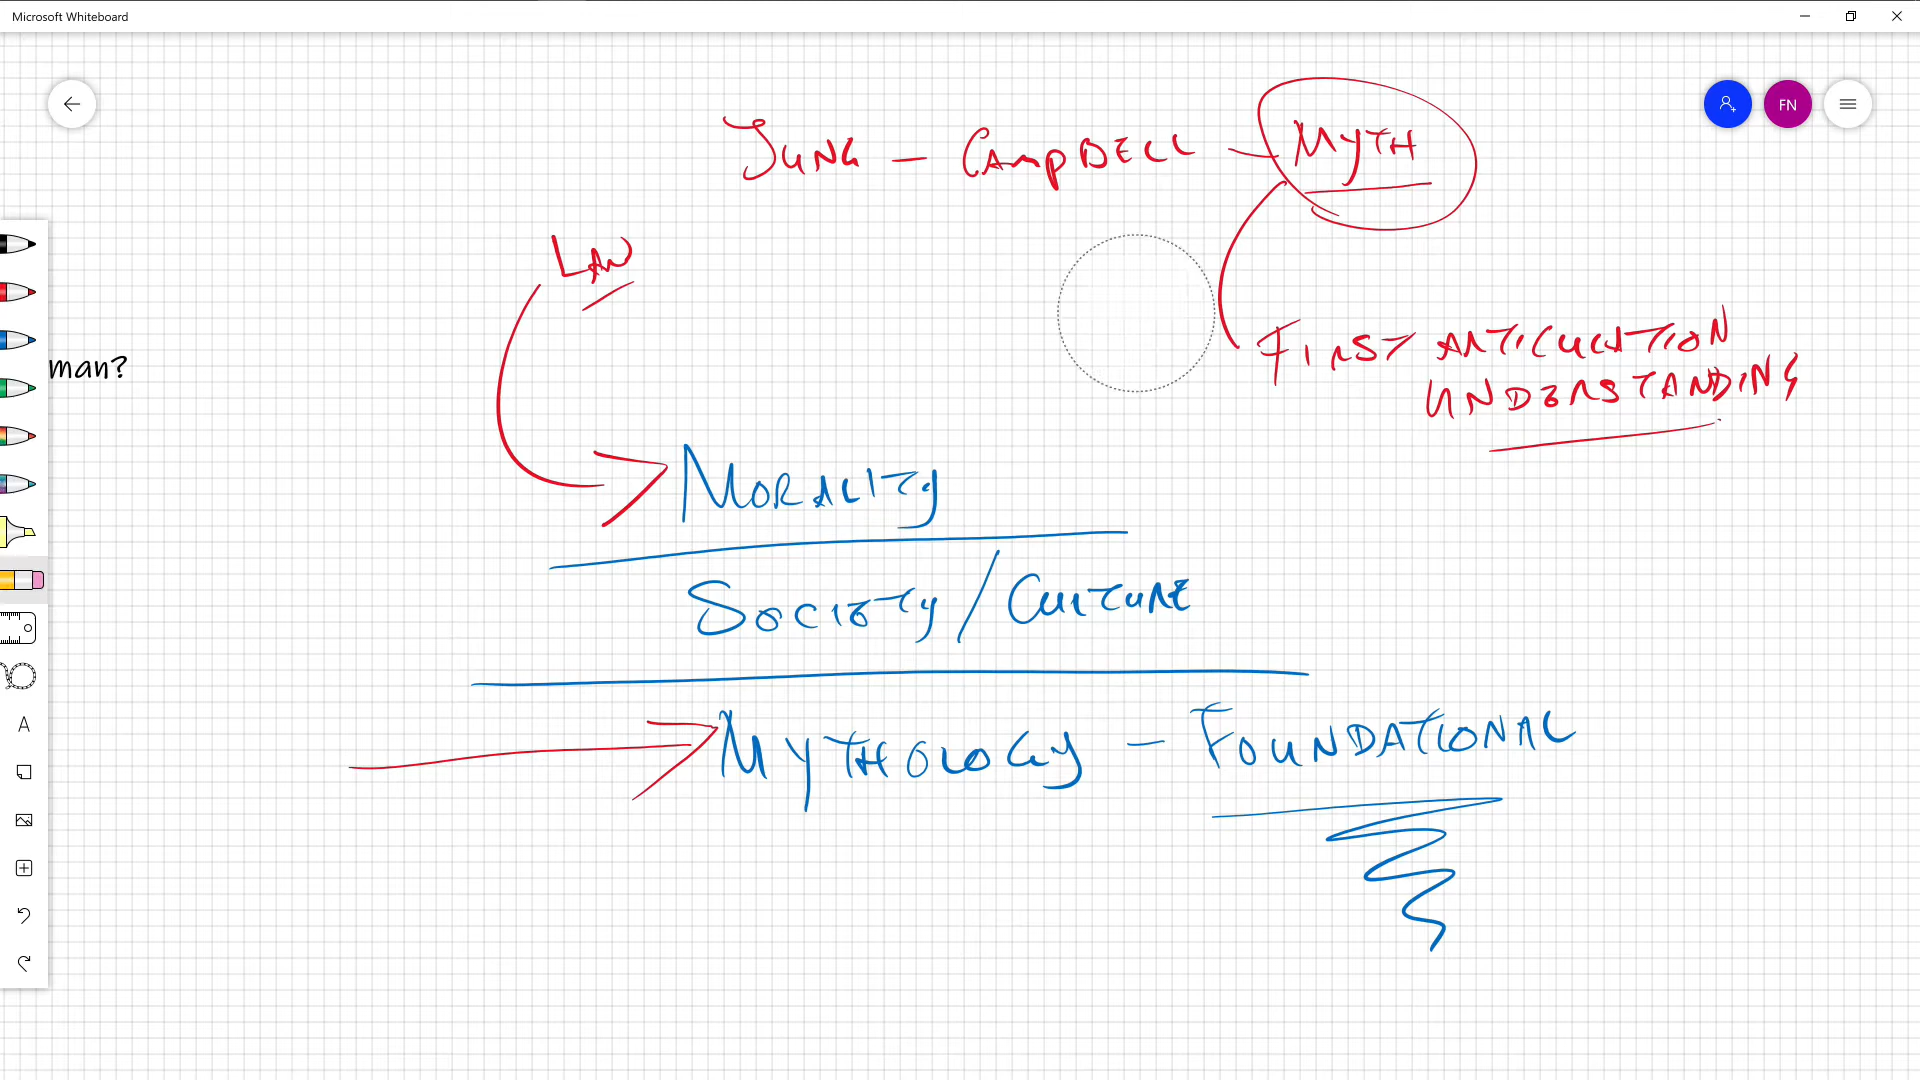 Microsoft Whiteboard
FN
JUNG – CAMPBELL – MYTH
LAW
FIRST ARTICULATION
UNDERSTANDING
man?
MORALITY
SOCIETY / CULTURE
MYTHOLOGY – FOUNDATIONAL
A